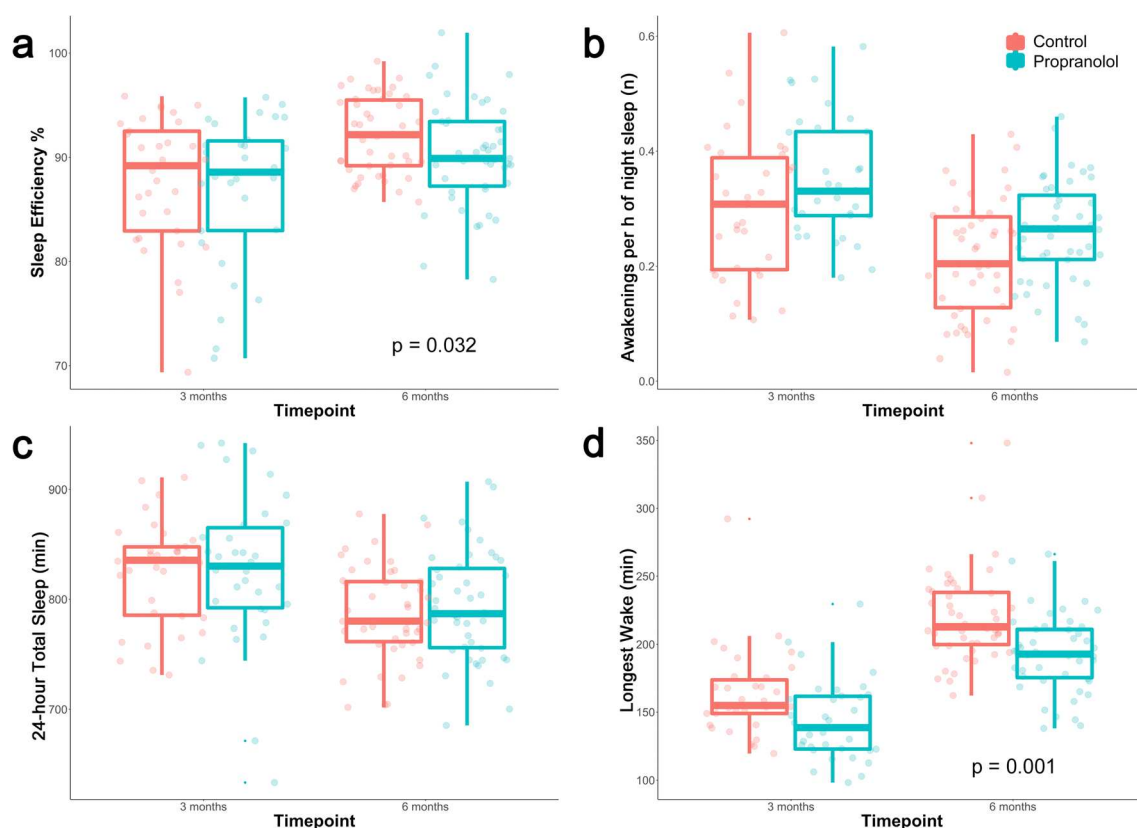 a
Sleep Efficiency %
100
90
80
70
p = 0.032
3 months
6 months
Timepoint
b
Awakenings per h of night sleep (n)
0.6
0.4
0.2
0.0
Control
Propranolol
3 months
6 months
Timepoint
c
24-hour Total Sleep (min)
900
800
700
3 months
6 months
Timepoint
d
Longest Wake (min)
350
300
250
200
150
100
p = 0.001
3 months
6 months
Timepoint